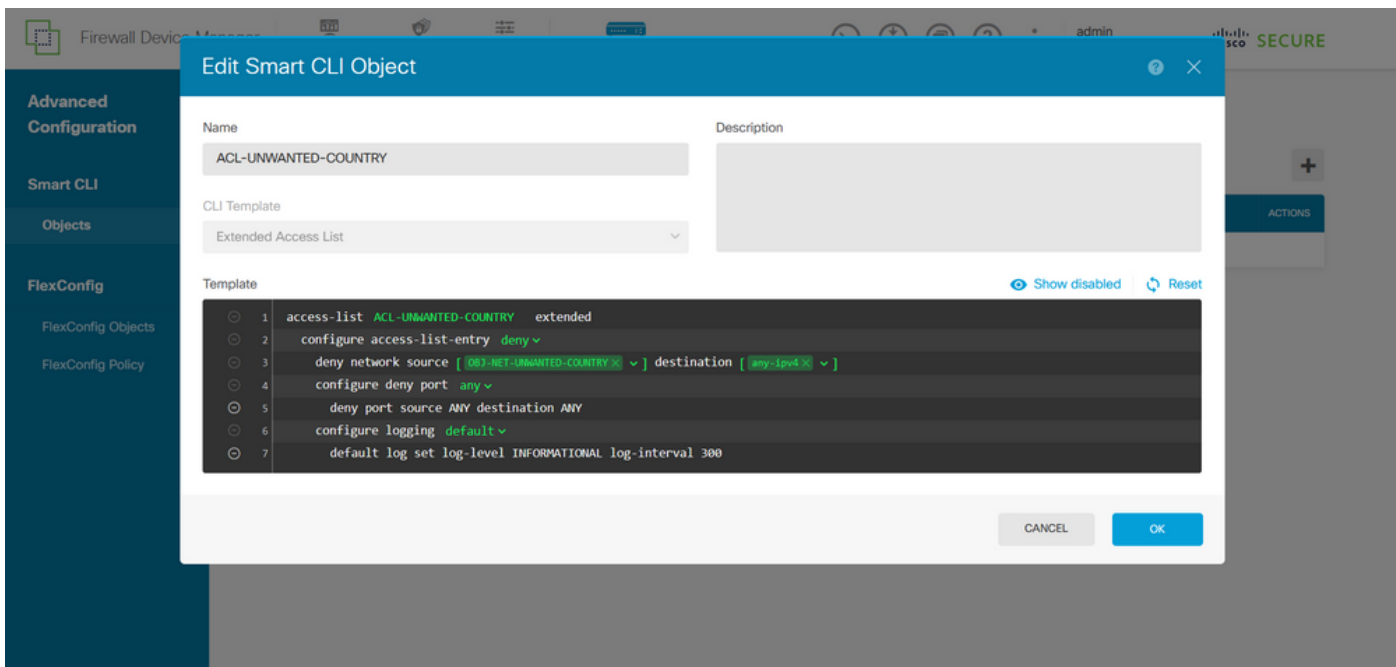 Firewall Device Manager
admin
cisco SECURE
Edit Smart CLI Object
Advanced
Configuration
Smart CLI
Objects
FlexConfig
FlexConfig Objects
FlexConfig Policy
Name
ACL-UNWANTED-COUNTRY
Description
CLI Template
Extended Access List
ACTIONS
Template
Show disabled
Reset
1 access-list ACL-UNWANTED-COUNTRY extended
2 configure access-list-entry deny
3 deny network source [ OBJ-NET-UNWANTED-COUNTRY × ] destination [ any-ipv4 × ]
4 configure deny port any
5 deny port source ANY destination ANY
6 configure logging default
7 default log set log-level INFORMATIONAL log-interval 300
CANCEL
OK